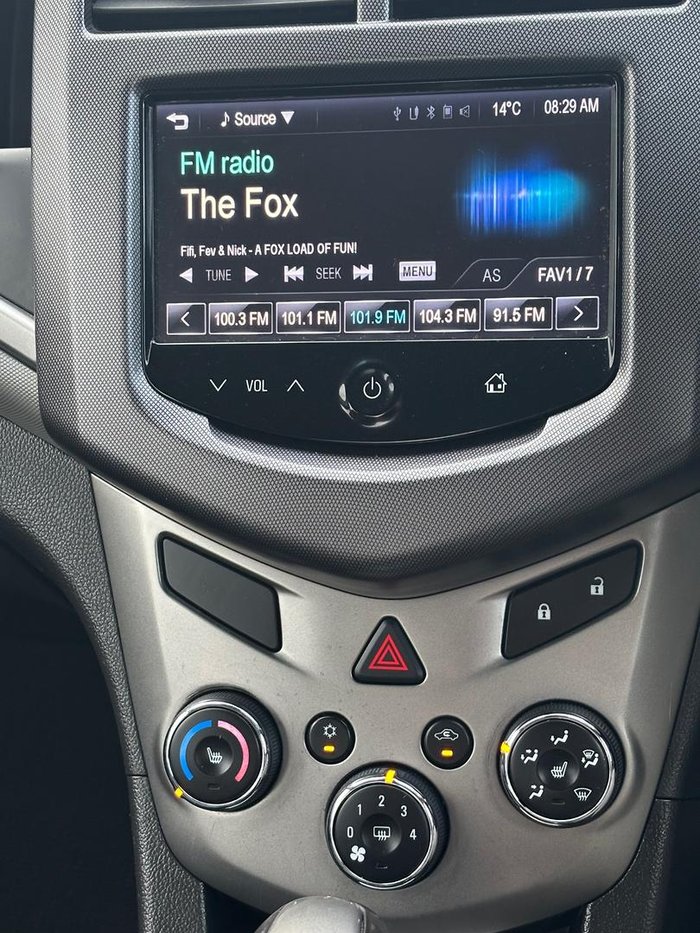 Source 14°C 08:29 AM
FM radio
The Fox
Fifi, Fev & Nick - A FOX LOAD OF FUN!
TUNE SEEK MENU AS FAV1 / 7
100.3 FM 101.1 FM 101.9 FM 104.3 FM 91.5 FM
VOL
0 1 2 3 4